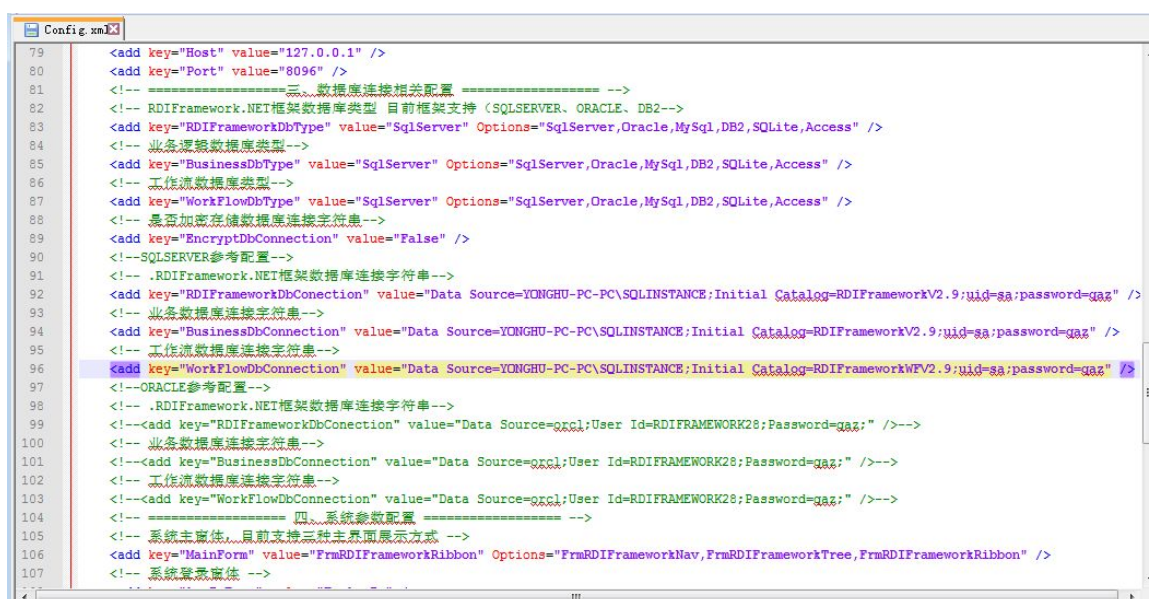 Config.xml
79 <add key="Host" value="127.0.0.1" />
80 <add key="Port" value="8096" />
81 <!-- ==================三、数据库连接相关配置 ================== -->
82 <!-- RDIFramework.NET框架数据库类型 目前框架支持（SQLSERVER、ORACLE、DB2-->
83 <add key="RDIFrameworkDbType" value="SqlServer" Options="SqlServer,Oracle,MySql,DB2,SQLite,Access" />
84 <!-- 业务逻辑数据库类型-->
85 <add key="BusinessDbType" value="SqlServer" Options="SqlServer,Oracle,MySql,DB2,SQLite,Access" />
86 <!-- 工作流数据库类型-->
87 <add key="WorkFlowDbType" value="SqlServer" Options="SqlServer,Oracle,MySql,DB2,SQLite,Access" />
88 <!-- 是否加密存储数据库连接字符串-->
89 <add key="EncryptDbConnection" value="False" />
90 <!--SQLSERVER参考配置-->
91 <!-- .RDIFramework.NET框架数据库连接字符串-->
92 <add key="RDIFrameworkDbConection" value="Data Source=YONGHU-PC-PC\SQLINSTANCE;Initial Catalog=RDIFrameworkV2.9;uid=sa;password=qaz" />
93 <!-- 业务数据库连接字符串-->
94 <add key="BusinessDbConnection" value="Data Source=YONGHU-PC-PC\SQLINSTANCE;Initial Catalog=RDIFrameworkV2.9;uid=sa;password=qaz" />
95 <!-- 工作流数据库连接字符串-->
96 <add key="WorkFlowDbConnection" value="Data Source=YONGHU-PC-PC\SQLINSTANCE;Initial Catalog=RDIFrameworkWFV2.9;uid=sa;password=qaz" />
97 <!--ORACLE参考配置-->
98 <!-- .RDIFramework.NET框架数据库连接字符串-->
99 <!--<add key="RDIFrameworkDbConection" value="Data Source=orcl;User Id=RDIFRAMEWORK28;Password=qaz;" />-->
100 <!-- 业务数据库连接字符串-->
101 <!--<add key="BusinessDbConnection" value="Data Source=orcl;User Id=RDIFRAMEWORK28;Password=qaz;" />-->
102 <!-- 工作流数据库连接字符串-->
103 <!--<add key="WorkFlowDbConnection" value="Data Source=orcl;User Id=RDIFRAMEWORK28;Password=qaz;" />-->
104 <!-- ================== 四、系统参数配置 ================== -->
105 <!-- 系统主窗体, 目前支持三种主界面展示方式 -->
106 <add key="MainForm" value="FrmRDIFrameworkRibbon" Options="FrmRDIFrameworkNav,FrmRDIFrameworkTree,FrmRDIFrameworkRibbon" />
107 <!-- 系统登录窗体 -->